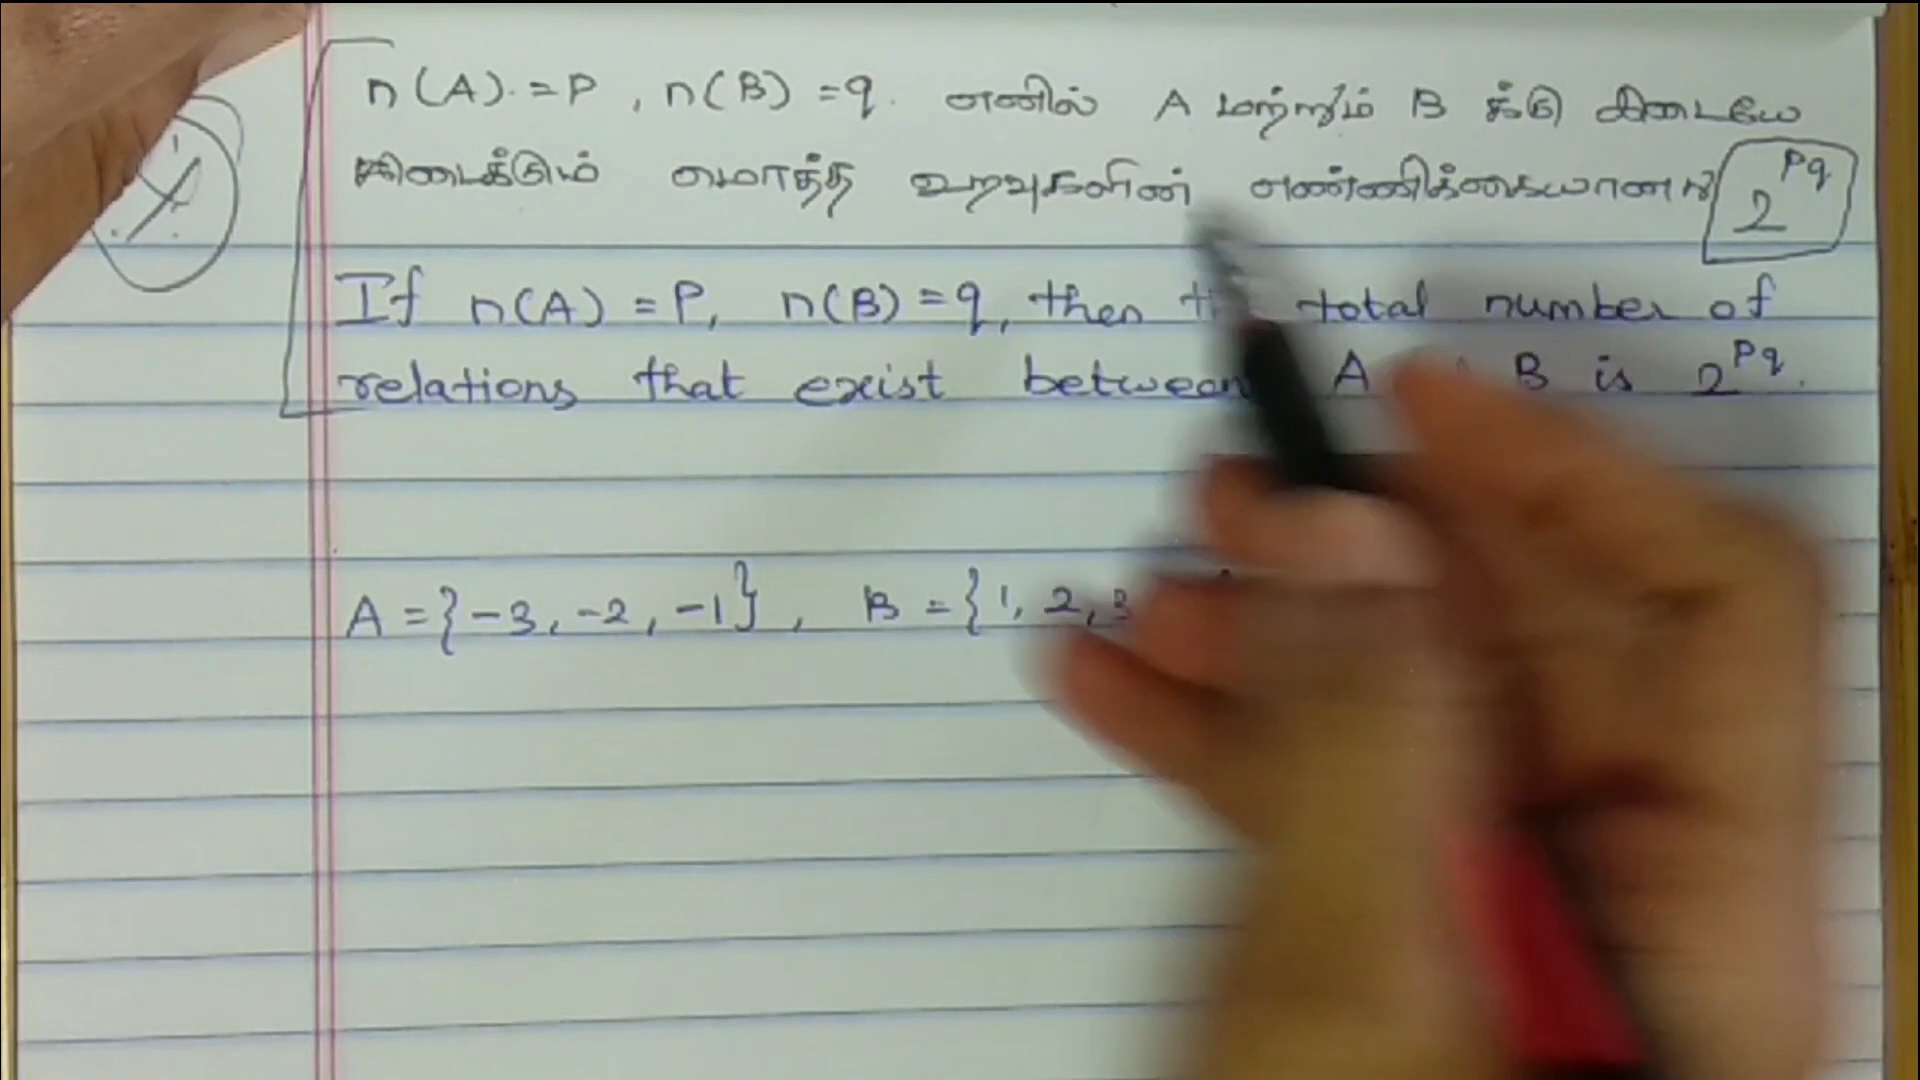 n(A) = P, n(B) = q. எனில் A மற்றும் B க்கு இடையே
கிடைக்கும் மொத்த உறவுகளின் எண்ணிக்கையானது 2^{pq}
If n(A) = P, n(B) = q, then total number of
relations that exist between A B is 2^{pq}.
A = {-3, -2, -1}, B = {1, 2, 3